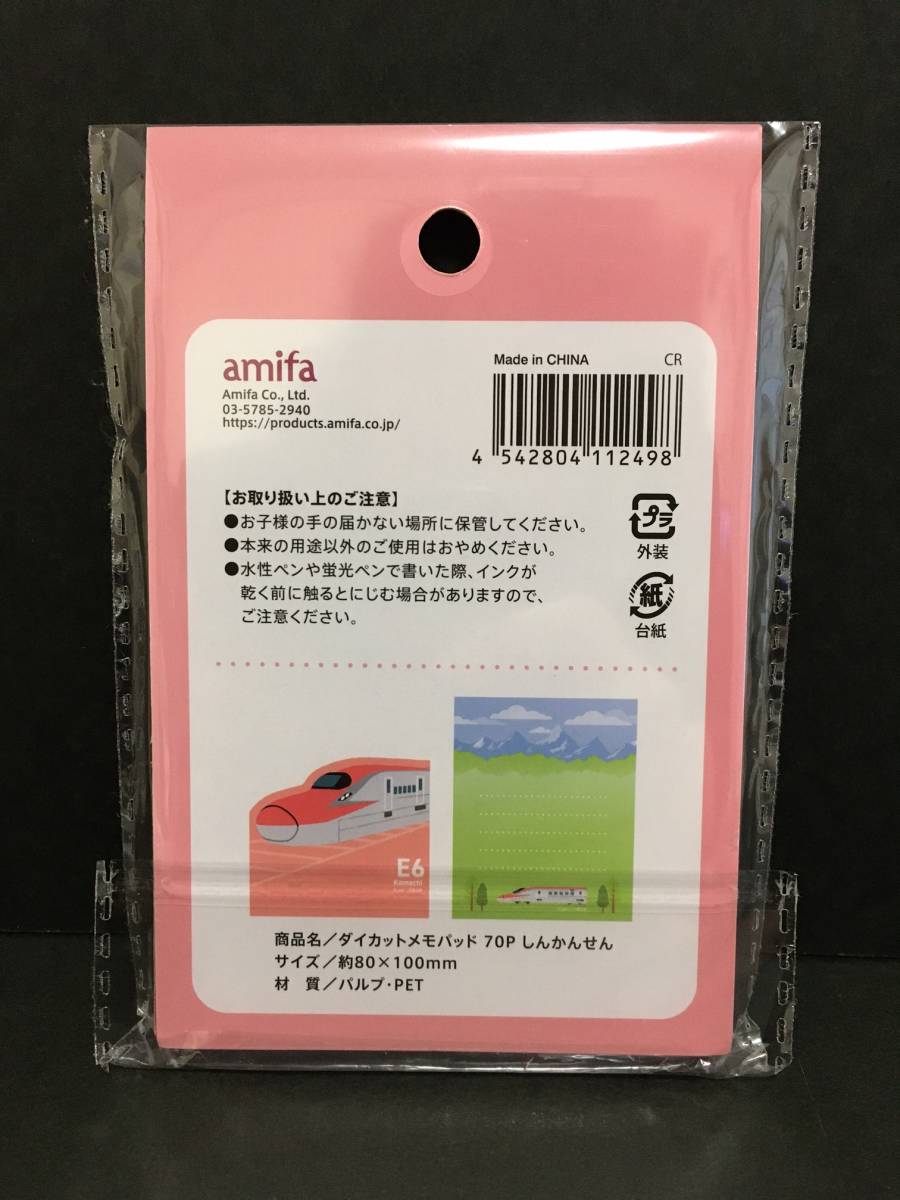 amifa
Amifa Co., Ltd.
03-5785-2940
https://products.amifa.co.jp/
Made in CHINA
CR
4 542804 112498
【お取り扱い上のご注意】
●お子様の手の届かない場所に保管してください。
●本来の用途以外のご使用はおやめください。
●水性ペンや蛍光ペンで書いた際、インクが
乾く前に触るとにじむ場合がありますので、
ご注意ください。
プラ
外装
紙
台紙
E6
Komachi
商品名/ダイカットメモパッド 70P しんかんせん
サイズ/約80×100mm
材 質/パルプ・PET